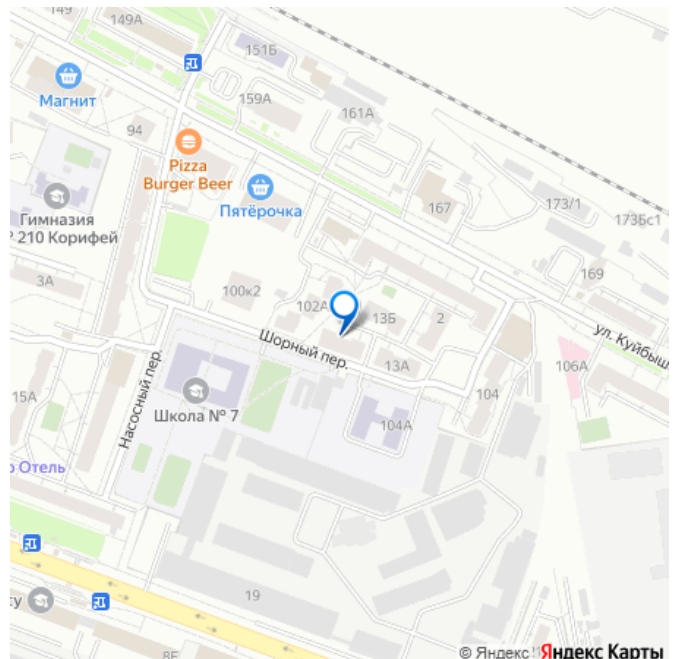 149
149А
151Б
159А
161А
Магнит
94
Pizza
Burger Beer
Пятёрочка
167
173/1
173Бс1
Гимназия
№ 210 Корифей
169
3А
100к2
102А
13Б
2
ул. Куйбыш
Шорный пер.
13А
106А
104
15А
Насосный пер.
Школа № 7
104А
о Отель
19
8Е
© Яндекс
Яндекс Карты